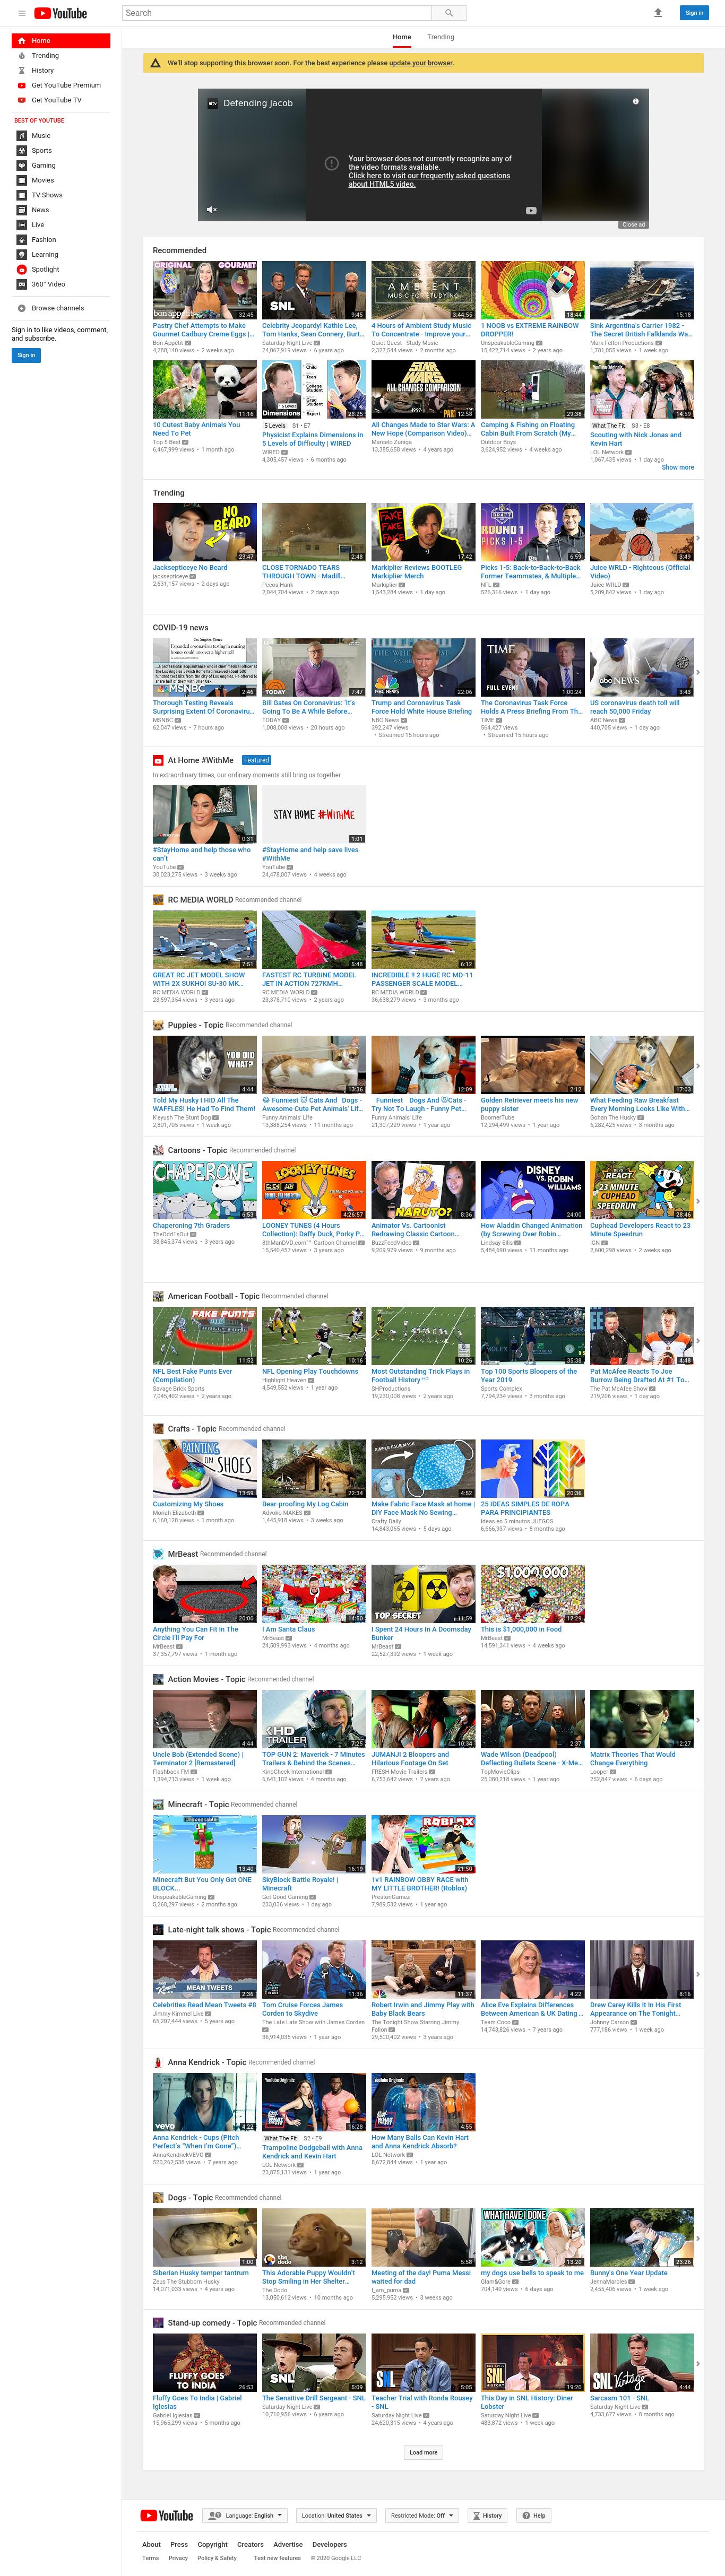 YouTube
Search
Sign in
Home
Trending
History
Get YouTube Premium
Get YouTube TV
BEST OF YOUTUBE
Music
Sports
Gaming
Movies
TV Shows
News
Live
Fashion
Learning
Spotlight
360° Video
Browse channels
Sign in to like videos, comment,
and subscribe.
Sign in
Home Trending
We'll stop supporting this browser soon. For the best experience please update your browser.
Defending Jacob
Your browser does not currently recognize any of
the video formats available.
Click here to visit our frequently asked questions
about HTML5 video.
Close ad
Recommended
Pastry Chef Attempts to Make
Gourmet Cadbury Creme Eggs |...
Bon Appétit
4,280,140 views • 2 weeks ago
Celebrity Jeopardy! Kathie Lee,
Tom Hanks, Sean Connery, Burt...
Saturday Night Live
24,067,919 views • 6 years ago
4 Hours of Ambient Study Music
To Concentrate - Improve your...
Quiet Quest - Study Music
2,327,544 views • 2 months ago
1 NOOB vs EXTREME RAINBOW
DROPPER!
UnspeakableGaming
15,422,714 views • 2 years ago
Sink Argentina's Carrier 1982 -
The Secret British Falklands Wa...
Mark Felton Productions
1,781,055 views • 1 week ago
10 Cutest Baby Animals You
Need To Pet
Top 5 Best
6,467,999 views • 1 month ago
5 Levels S1 • E7
Physicist Explains Dimensions in
5 Levels of Difficulty | WIRED
WIRED
4,305,457 views • 6 months ago
All Changes Made to Star Wars: A
New Hope (Comparison Video)...
Marcelo Zuniga
13,385,658 views • 4 years ago
Camping & Fishing on Floating
Cabin Built From Scratch (My...
Outdoor Boys
3,624,952 views • 4 weeks ago
What The Fit S3 • E8
Scouting with Nick Jonas and
Kevin Hart
LOL Network
1,067,435 views • 1 day ago
Show more
Trending
Jacksepticeye No Beard
jacksepticeye
2,631,157 views • 2 days ago
CLOSE TORNADO TEARS
THROUGH TOWN - Madill...
Pecos Hank
2,044,704 views • 2 days ago
Markiplier Reviews BOOTLEG
Markiplier Merch
Markiplier
1,543,284 views • 1 day ago
Picks 1-5: Back-to-Back-to-Back
Former Teammates, & Multiple...
NFL
526,316 views • 1 day ago
Juice WRLD - Righteous (Official
Video)
Juice WRLD
5,209,842 views • 1 day ago
COVID-19 news
Thorough Testing Reveals
Surprising Extent Of Coronaviru...
MSNBC
62,047 views • 7 hours ago
Bill Gates On Coronavirus: 'It's
Going To Be A While Before...
TODAY
1,008,008 views • 20 hours ago
Trump and Coronavirus Task
Force Hold White House Briefing
NBC News
392,247 views
• Streamed 15 hours ago
The Coronavirus Task Force
Holds A Press Briefing From Th...
TIME
564,427 views
• Streamed 15 hours ago
US coronavirus death toll will
reach 50,000 Friday
ABC News
440,705 views • 1 day ago
At Home #WithMe Featured
In extraordinary times, our ordinary moments still bring us together
#StayHome and help those who
can't
YouTube
30,023,275 views • 3 weeks ago
#StayHome and help save lives
#WithMe
YouTube
24,478,007 views • 4 weeks ago
RC MEDIA WORLD Recommended channel
GREAT RC JET MODEL SHOW
WITH 2X SUKHOI SU-30 MK...
RC MEDIA WORLD
23,597,354 views • 3 years ago
FASTEST RC TURBINE MODEL
JET IN ACTION 727KMH...
RC MEDIA WORLD
23,378,710 views • 2 years ago
INCREDIBLE !! 2 HUGE RC MD-11
PASSENGER SCALE MODEL...
RC MEDIA WORLD
36,638,279 views • 3 months ago
Puppies - Topic Recommended channel
Told My Husky I HID All The
WAFFLES! He Had To Find Them!
K'eyush The Stunt Dog
2,801,705 views • 1 week ago
😂 Funniest 🐱 Cats And Dogs -
Awesome Cute Pet Animals' Lif...
Funny Animals' Life
13,388,254 views • 11 months ago
Funniest Dogs And 😻Cats -
Try Not To Laugh - Funny Pet...
Funny Animals' Life
21,307,229 views • 1 year ago
Golden Retriever meets his new
puppy sister
BoomerTube
12,294,499 views • 1 year ago
What Feeding Raw Breakfast
Every Morning Looks Like With...
Gohan The Husky
6,282,425 views • 3 months ago
Cartoons - Topic Recommended channel
Chaperoning 7th Graders
TheOdd1sOut
38,845,374 views • 3 years ago
LOONEY TUNES (4 Hours
Collection): Daffy Duck, Porky P...
8thManDVD.com™ Cartoon Channel
15,540,457 views • 3 years ago
Animator Vs. Cartoonist
Redrawing Classic Cartoon...
BuzzFeedVideo
9,209,979 views • 9 months ago
How Aladdin Changed Animation
(by Screwing Over Robin...
Lindsay Ellis
5,484,690 views • 11 months ago
Cuphead Developers React to 23
Minute Speedrun
IGN
2,600,298 views • 2 weeks ago
American Football - Topic Recommended channel
NFL Best Fake Punts Ever
(Compilation)
Savage Brick Sports
7,045,402 views • 2 years ago
NFL Opening Play Touchdowns
Highlight Heaven
4,549,552 views • 1 year ago
Most Outstanding Trick Plays in
Football History ᴴᴰ
SHProductions
19,230,008 views • 2 years ago
Top 100 Sports Bloopers of the
Year 2019
Sports Complex
7,794,234 views • 3 months ago
Pat McAfee Reacts To Joe
Burrow Being Drafted At #1 To...
The Pat McAfee Show
219,206 views • 1 day ago
Crafts - Topic Recommended channel
Customizing My Shoes
Moriah Elizabeth
6,160,128 views • 1 month ago
Bear-proofing My Log Cabin
Advoko MAKES
1,445,918 views • 3 weeks ago
Make Fabric Face Mask at home |
DIY Face Mask No Sewing...
Crafty Daily
14,843,065 views • 5 days ago
25 IDEAS SIMPLES DE ROPA
PARA PRINCIPIANTES
Ideas en 5 minutos JUEGOS
6,666,937 views • 8 months ago
MrBeast Recommended channel
Anything You Can Fit In The
Circle I'll Pay For
MrBeast
37,357,797 views • 1 month ago
I Am Santa Claus
MrBeast
24,509,993 views • 4 months ago
I Spent 24 Hours In A Doomsday
Bunker
MrBeast
22,527,392 views • 1 week ago
This is $1,000,000 in Food
MrBeast
14,591,341 views • 4 weeks ago
Action Movies - Topic Recommended channel
Uncle Bob (Extended Scene) |
Terminator 2 [Remastered]
Flashback FM
1,394,713 views • 1 week ago
TOP GUN 2: Maverick - 7 Minutes
Trailers & Behind the Scenes...
KinoCheck International
6,641,102 views • 4 months ago
JUMANJI 2 Bloopers and
Hilarious Footage On Set
FRESH Movie Trailers
6,753,642 views • 2 years ago
Wade Wilson (Deadpool)
Deflecting Bullets Scene - X-Me...
TopMovieClips
25,080,218 views • 1 year ago
Matrix Theories That Would
Change Everything
Looper
252,847 views • 6 days ago
Minecraft - Topic Recommended channel
Minecraft But You Only Get ONE
BLOCK...
UnspeakableGaming
5,268,297 views • 2 months ago
SkyBlock Battle Royale! |
Minecraft
Get Good Gaming
233,036 views • 1 day ago
1v1 RAINBOW OBBY RACE with
MY LITTLE BROTHER! (Roblox)
PrestonGamez
7,989,532 views • 1 year ago
Late-night talk shows - Topic Recommended channel
Celebrities Read Mean Tweets #8
Jimmy Kimmel Live
65,207,444 views • 5 years ago
Tom Cruise Forces James
Corden to Skydive
The Late Late Show with James Corden
36,914,035 views • 1 year ago
Robert Irwin and Jimmy Play with
Baby Black Bears
The Tonight Show Starring Jimmy
Fallon
29,500,402 views • 3 years ago
Alice Eve Explains Differences
Between American & UK Dating ...
Team Coco
14,743,826 views • 7 years ago
Drew Carey Kills It In His First
Appearance on The Tonight...
Johnny Carson
777,186 views • 1 week ago
Anna Kendrick - Topic Recommended channel
Anna Kendrick - Cups (Pitch
Perfect's "When I'm Gone")...
AnnaKendrickVEVO
520,262,538 views • 7 years ago
What The Fit S2 • E9
Trampoline Dodgeball with Anna
Kendrick and Kevin Hart
LOL Network
23,875,131 views • 1 year ago
How Many Balls Can Kevin Hart
and Anna Kendrick Absorb?
LOL Network
8,672,844 views • 1 year ago
Dogs - Topic Recommended channel
Siberian Husky temper tantrum
Zeus The Stubborn Husky
14,071,033 views • 4 years ago
This Adorable Puppy Wouldn't
Stop Smiling in Her Shelter...
The Dodo
13,050,612 views • 10 months ago
Meeting of the day! Puma Messi
waited for dad
I_am_puma
5,295,952 views • 3 weeks ago
my dogs use bells to speak to me
Glam&Gore
704,140 views • 6 days ago
Bunny's One Year Update
JennaMarbles
2,455,406 views • 1 week ago
Stand-up comedy - Topic Recommended channel
Fluffy Goes To India | Gabriel
Iglesias
Gabriel Iglesias
15,965,299 views • 5 months ago
The Sensitive Drill Sergeant - SNL
Saturday Night Live
10,710,956 views • 6 years ago
Teacher Trial with Ronda Rousey
- SNL
Saturday Night Live
24,620,315 views • 4 years ago
This Day in SNL History: Diner
Lobster
Saturday Night Live
483,872 views • 1 week ago
Sarcasm 101 - SNL
Saturday Night Live
4,733,677 views • 8 months ago
Load more
YouTube Language: English Location: United States Restricted Mode: Off History Help
About Press Copyright Creators Advertise Developers
Terms Privacy Policy & Safety Test new features © 2020 Google LLC